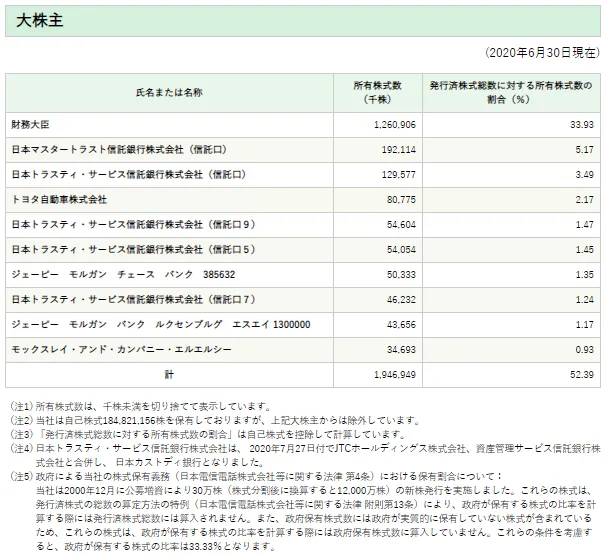 大株主
(2020年6月30日現在)
氏名または名称 所有株式数(千株) 発行済株式総数に対する所有株式数の割合(%)
財務大臣 1,260,906 33.93
日本マスタートラスト信託銀行株式会社(信託口) 192,114 5.17
日本トラスティ・サービス信託銀行株式会社(信託口) 129,577 3.49
トヨタ自動車株式会社 80,775 2.17
日本トラスティ・サービス信託銀行株式会社(信託口9) 54,604 1.47
日本トラスティ・サービス信託銀行株式会社(信託口5) 54,054 1.45
ジェーピー モルガン チェース バンク 385632 50,333 1.35
日本トラスティ・サービス信託銀行株式会社(信託口7) 46,232 1.24
ジェーピー モルガン バンク ルクセンブルグ エスエイ 1300000 43,656 1.17
モックスレイ・アンド・カンパニー・エルエルシー 34,693 0.93
計 1,946,949 52.39
(注1) 所有株式数は、千株未満を切り捨てて表示しています。
(注2) 当社は自己株式184,821,156株を保有しておりますが、上記大株主からは除外しています。
(注3) 「発行済株式総数に対する所有株式数の割合」は自己株式を控除して計算しています。
(注4) 日本トラスティ・サービス信託銀行株式会社は、 2020年7月27日付でJTCホールディングス株式会社、資産管理サービス信託銀行株
式会社と合併し、 日本カストディ銀行となりました。
(注5) 政府による当社の株式保有義務(日本電信電話株式会社等に関する法律 第4条)における保有割合について:
当社は2000年12月に公募増資により30万株(株式分割後に換算すると12,000万株)の新株発行を実施しました。これらの株式は、
発行済株式の総数の算定方法の特例(日本電信電話株式会社等に関する法律 附則第13条)により、政府が保有する株式の比率を計
算する際には発行済株式総数には算入されません。また、政府保有株式数には政府が実質的に保有していない株式が含まれている
ため、これらの株式は、政府が保有する株式の比率を計算する際には政府保有株式数に算入していません。これらの条件を考慮す
ると、政府が保有する株式の比率は33.33%となります。